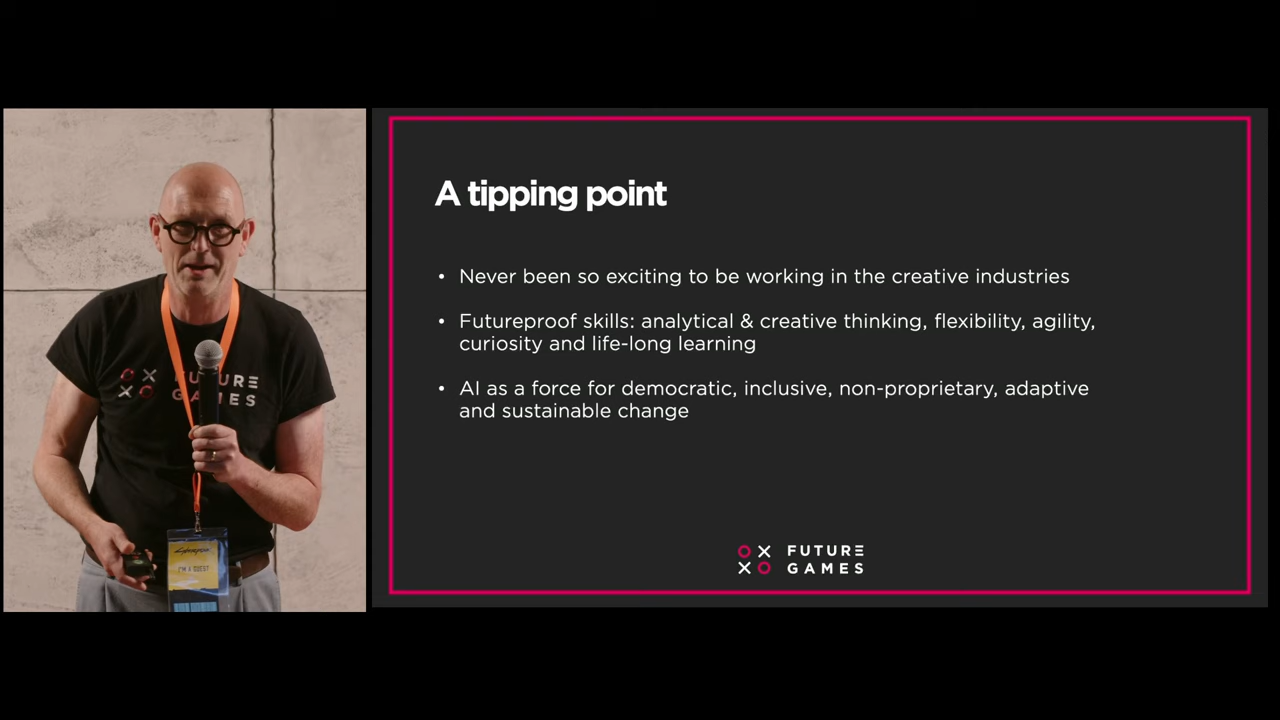 FUTURE
GAMES
Cyberpunk
I'M A GUEST
A tipping point
• Never been so exciting to be working in the creative industries
• Futureproof skills: analytical & creative thinking, flexibility, agility,
curiosity and life-long learning
• AI as a force for democratic, inclusive, non-proprietary, adaptive
and sustainable change
FUTURE
GAMES